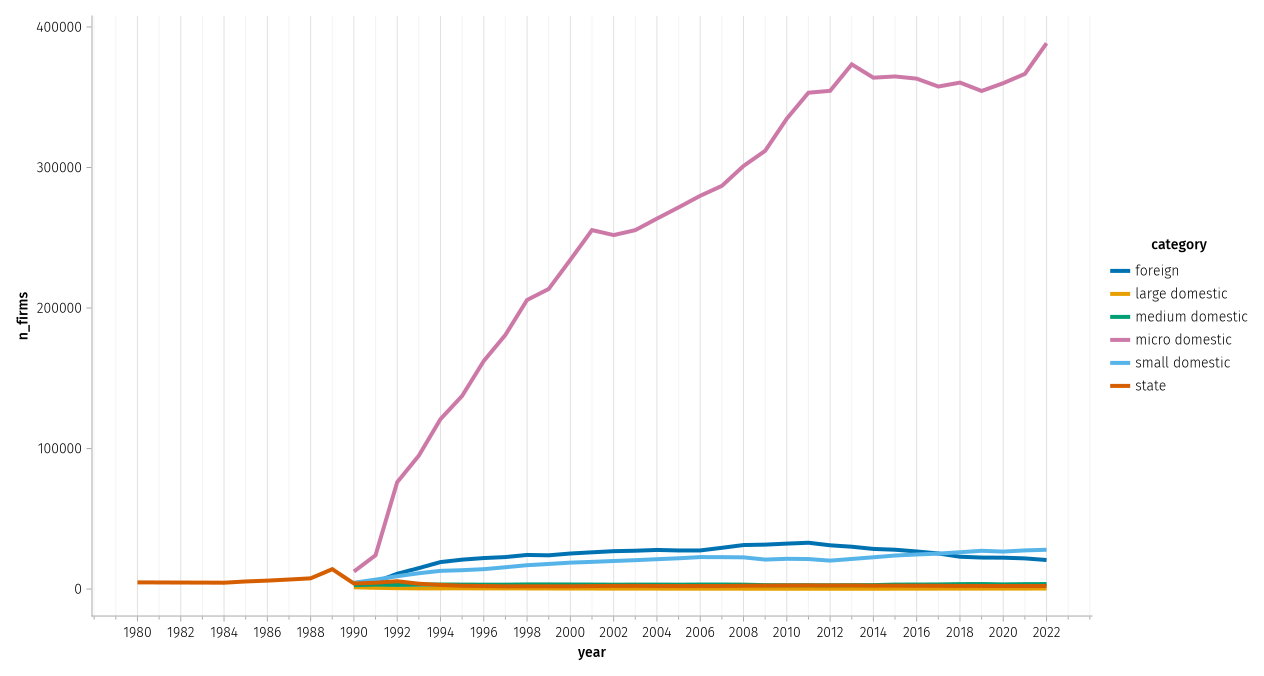 400000
300000
200000
100000
0
n_firms
1980 1982 1984 1986 1988 1990 1992 1994 1996 1998 2000 2002 2004 2006 2008 2010 2012 2014 2016 2018 2020 2022
year
category
foreign
large domestic
medium domestic
micro domestic
small domestic
state